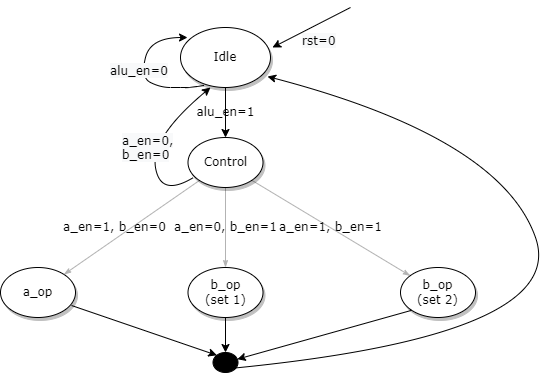 rst=0
Idle
alu_en=0
alu_en=1
a_en=0,
b_en=0
Control
a_en=1, b_en=0
a_en=0, b_en=1
a_en=1, b_en=1
a_op
b_op
(set 1)
b_op
(set 2)